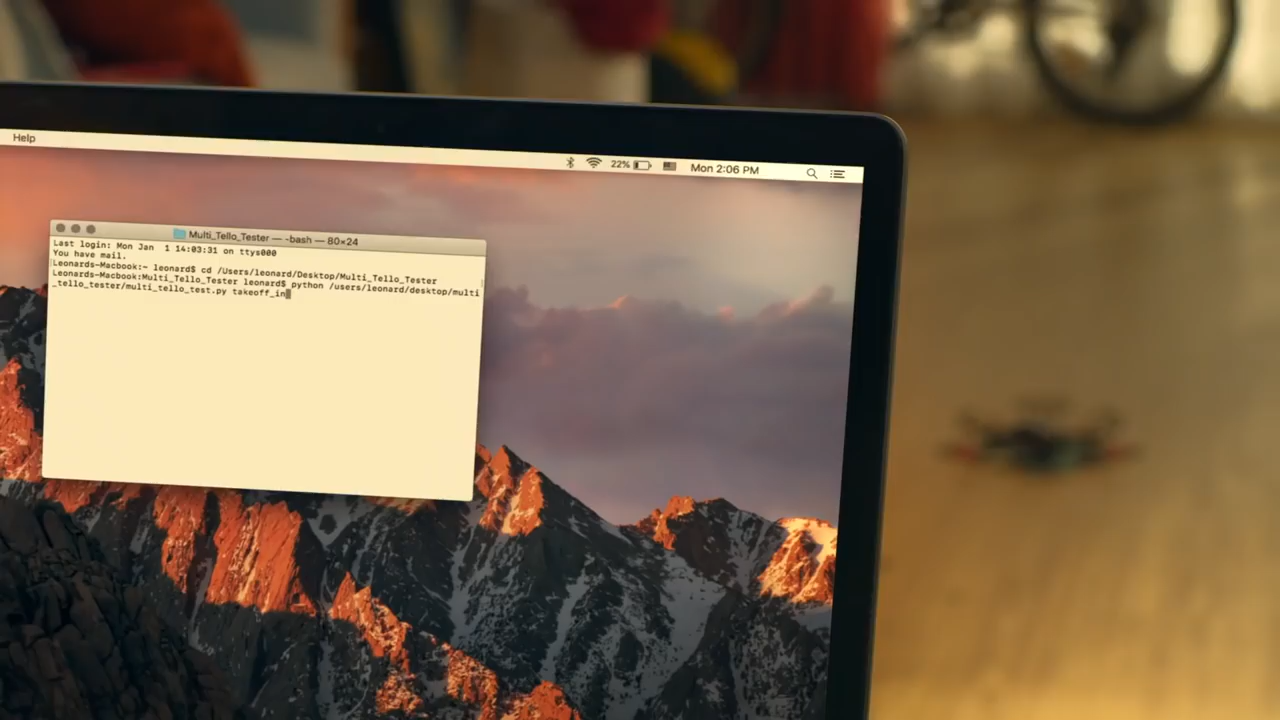 Help
22%
Mon 2:06 PM
Multi_Tello_Tester — -bash — 80×24
Last login: Mon Jan  1 14:03:31 on ttys000
You have mail.
Leonards-Macbook:~ leonard$ cd /Users/leonard/Desktop/Multi_Tello_Tester
Leonards-Macbook:Multi_Tello_Tester leonard$ python /users/leonard/desktop/multi
_tello_tester/multi_tello_test.py takeoff_in